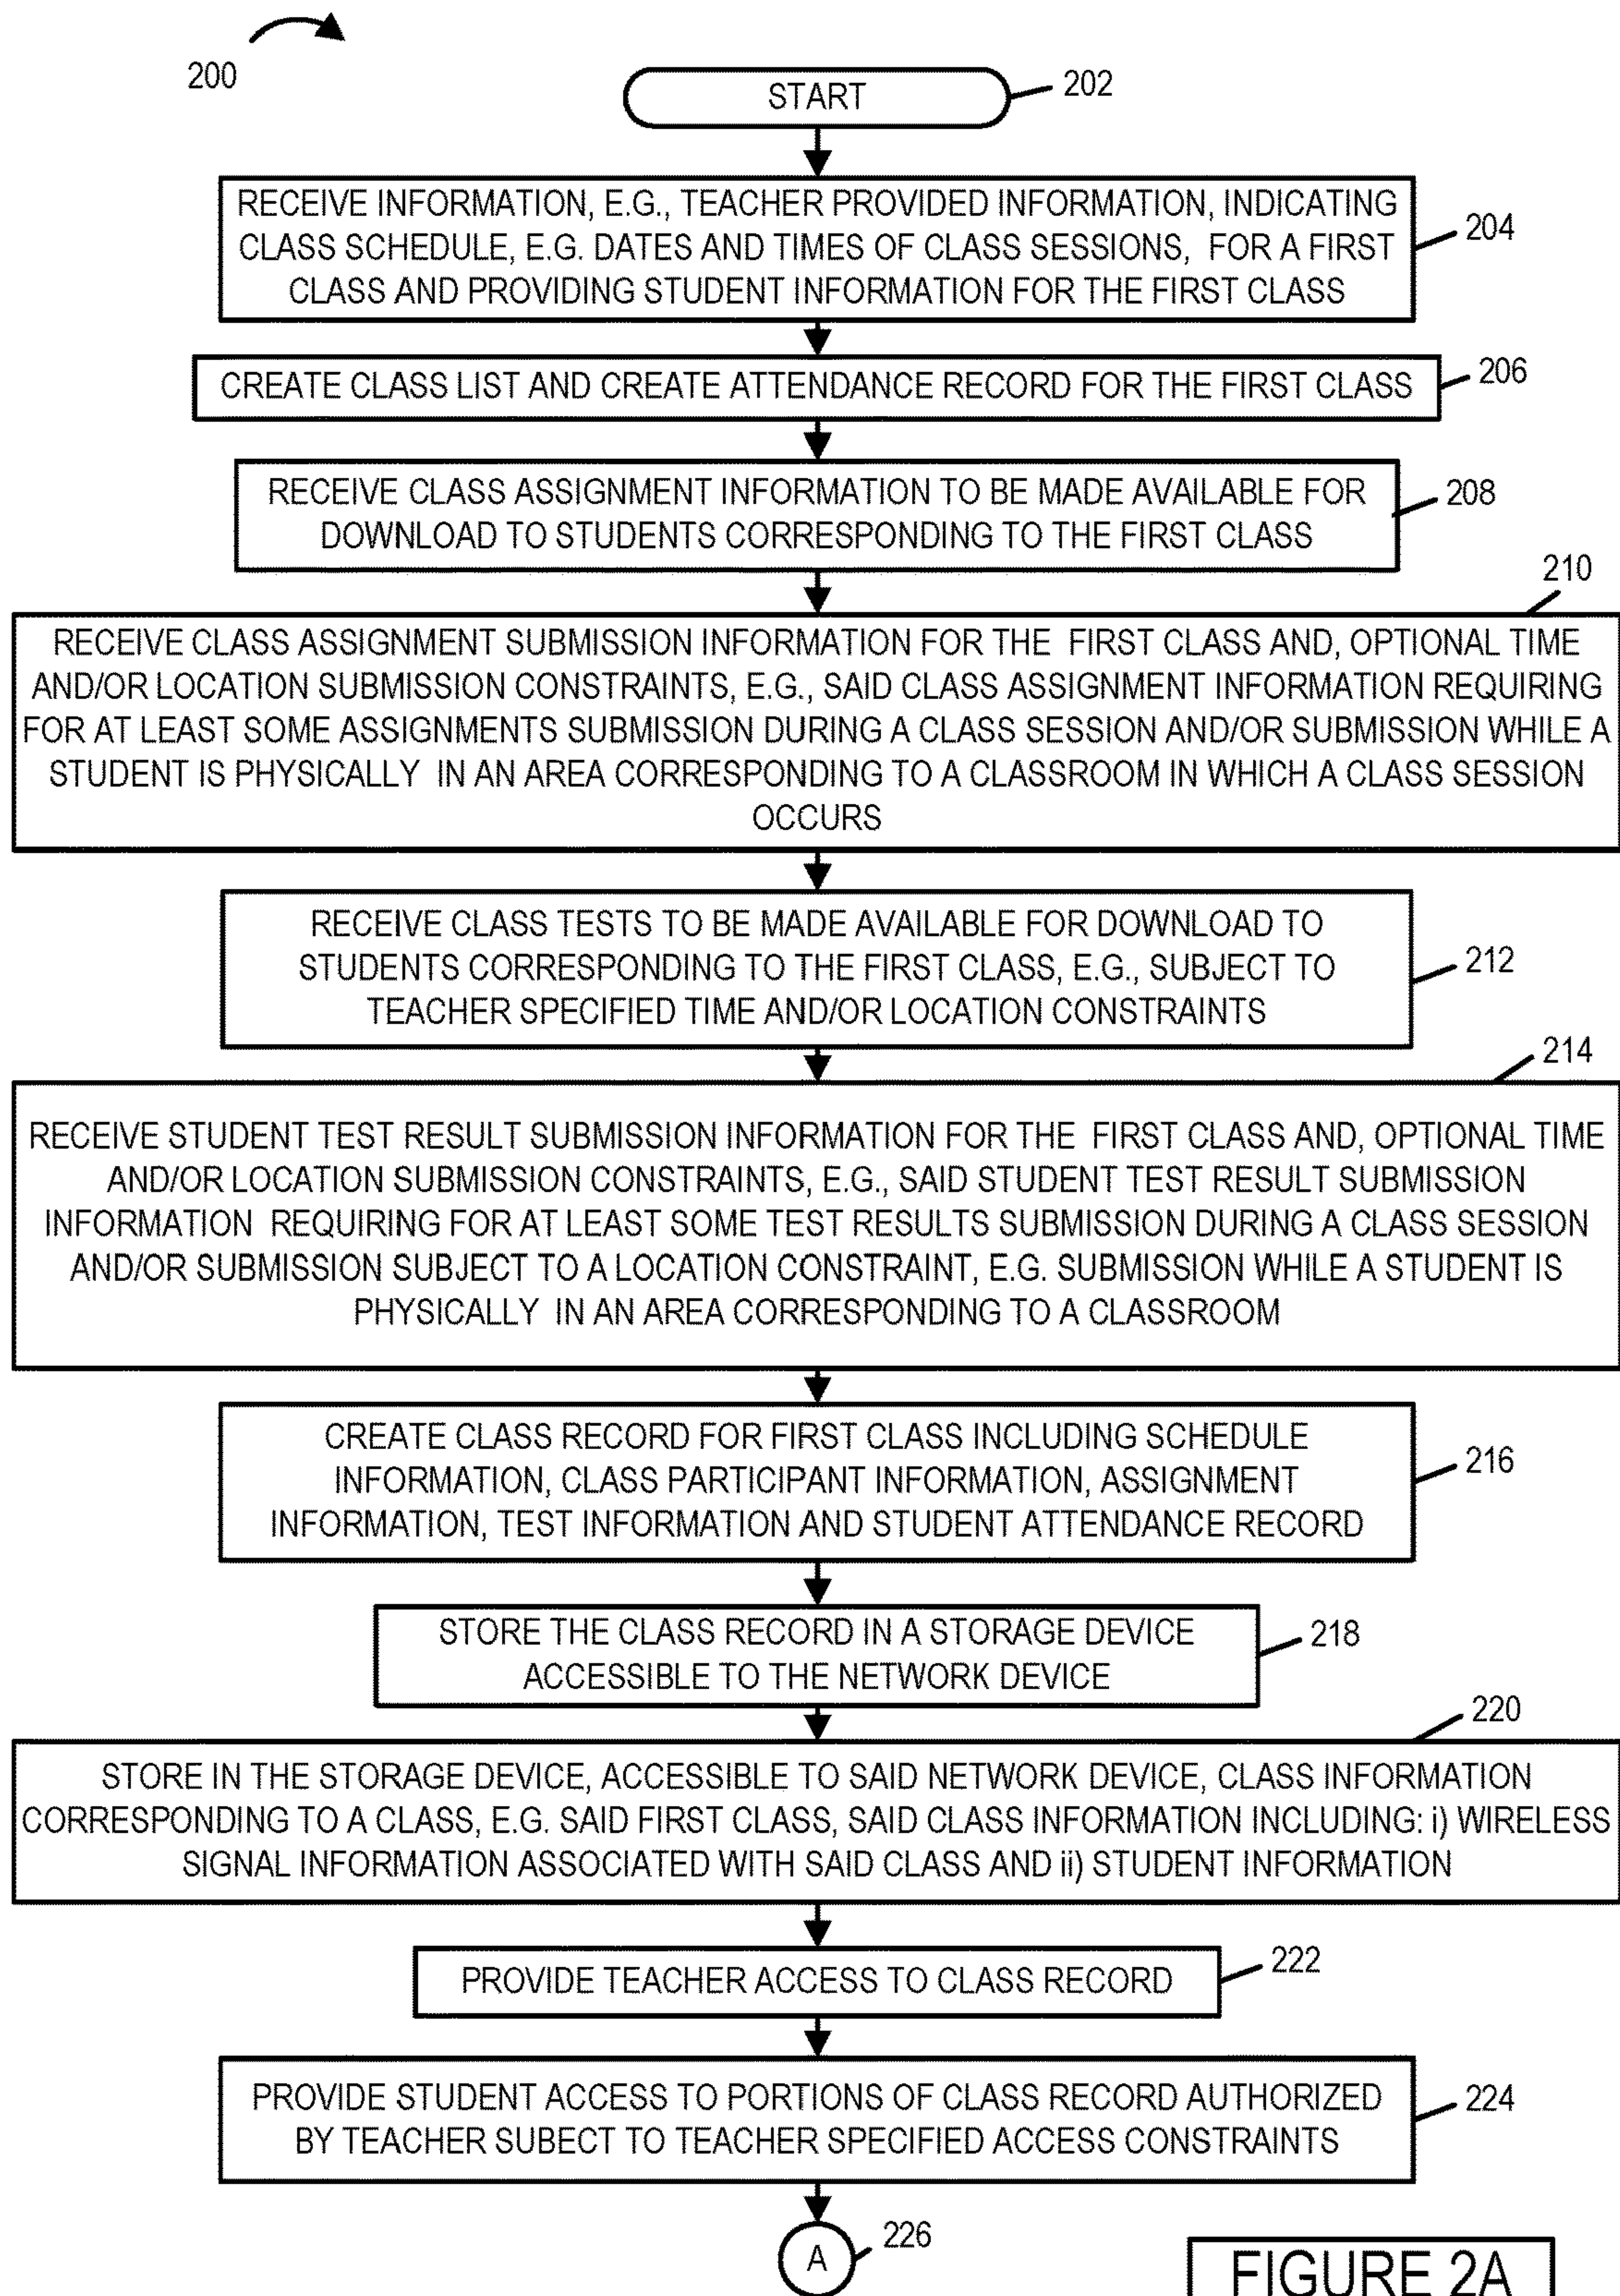 200
START
202
RECEIVE INFORMATION, E.G., TEACHER PROVIDED INFORMATION, INDICATING
CLASS SCHEDULE, E.G. DATES AND TIMES OF CLASS SESSIONS, FOR A FIRST
CLASS AND PROVIDING STUDENT INFORMATION FOR THE FIRST CLASS
204
CREATE CLASS LIST AND CREATE ATTENDANCE RECORD FOR THE FIRST CLASS
206
RECEIVE CLASS ASSIGNMENT INFORMATION TO BE MADE AVAILABLE FOR
DOWNLOAD TO STUDENTS CORRESPONDING TO THE FIRST CLASS
208
210
RECEIVE CLASS ASSIGNMENT SUBMISSION INFORMATION FOR THE FIRST CLASS AND, OPTIONAL TIME
AND/OR LOCATION SUBMISSION CONSTRAINTS, E.G., SAID CLASS ASSIGNMENT INFORMATION REQUIRING
FOR AT LEAST SOME ASSIGNMENTS SUBMISSION DURING A CLASS SESSION AND/OR SUBMISSION WHILE A
STUDENT IS PHYSICALLY IN AN AREA CORRESPONDING TO A CLASSROOM IN WHICH A CLASS SESSION
OCCURS
RECEIVE CLASS TESTS TO BE MADE AVAILABLE FOR DOWNLOAD TO
STUDENTS CORRESPONDING TO THE FIRST CLASS, E.G., SUBJECT TO
TEACHER SPECIFIED TIME AND/OR LOCATION CONSTRAINTS
212
214
RECEIVE STUDENT TEST RESULT SUBMISSION INFORMATION FOR THE FIRST CLASS AND, OPTIONAL TIME
AND/OR LOCATION SUBMISSION CONSTRAINTS, E.G., SAID STUDENT TEST RESULT SUBMISSION
INFORMATION REQUIRING FOR AT LEAST SOME TEST RESULTS SUBMISSION DURING A CLASS SESSION
AND/OR SUBMISSION SUBJECT TO A LOCATION CONSTRAINT, E.G. SUBMISSION WHILE A STUDENT IS
PHYSICALLY IN AN AREA CORRESPONDING TO A CLASSROOM
CREATE CLASS RECORD FOR FIRST CLASS INCLUDING SCHEDULE
INFORMATION, CLASS PARTICIPANT INFORMATION, ASSIGNMENT
INFORMATION, TEST INFORMATION AND STUDENT ATTENDANCE RECORD
216
STORE THE CLASS RECORD IN A STORAGE DEVICE
ACCESSIBLE TO THE NETWORK DEVICE
218
220
STORE IN THE STORAGE DEVICE, ACCESSIBLE TO SAID NETWORK DEVICE, CLASS INFORMATION
CORRESPONDING TO A CLASS, E.G. SAID FIRST CLASS, SAID CLASS INFORMATION INCLUDING: i) WIRELESS
SIGNAL INFORMATION ASSOCIATED WITH SAID CLASS AND ii) STUDENT INFORMATION
PROVIDE TEACHER ACCESS TO CLASS RECORD
222
PROVIDE STUDENT ACCESS TO PORTIONS OF CLASS RECORD AUTHORIZED
BY TEACHER SUBECT TO TEACHER SPECIFIED ACCESS CONSTRAINTS
224
A
226
FIGURE 2A